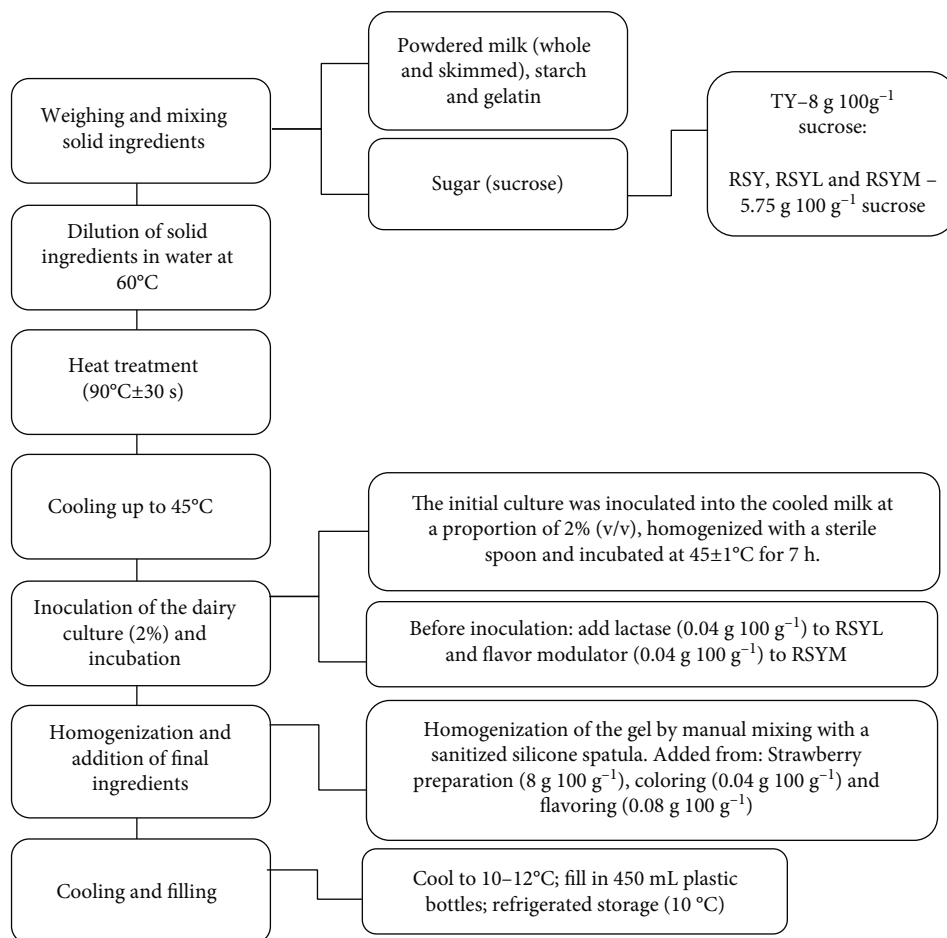 Powdered milk (whole
and skimmed), starch
and gelatin
Weighing and mixing
solid ingredients
Sugar (sucrose)
TY–8 g 100g⁻¹
sucrose:
RSY, RSYL and RSYM –
5.75 g 100 g⁻¹ sucrose
Dilution of solid
ingredients in water at
60°C
Heat treatment
(90°C±30 s)
Cooling up to 45°C
The initial culture was inoculated into the cooled milk at
a proportion of 2% (v/v), homogenized with a sterile
spoon and incubated at 45±1°C for 7 h.
Inoculation of the dairy
culture (2%) and
incubation
Before inoculation: add lactase (0.04 g 100 g⁻¹) to RSYL
and flavor modulator (0.04 g 100 g⁻¹) to RSYM
Homogenization and
addition of final
ingredients
Homogenization of the gel by manual mixing with a
sanitized silicone spatula. Added from: Strawberry
preparation (8 g 100 g⁻¹), coloring (0.04 g 100 g⁻¹) and
flavoring (0.08 g 100 g⁻¹)
Cooling and filling
Cool to 10–12°C; fill in 450 mL plastic
bottles; refrigerated storage (10 °C)